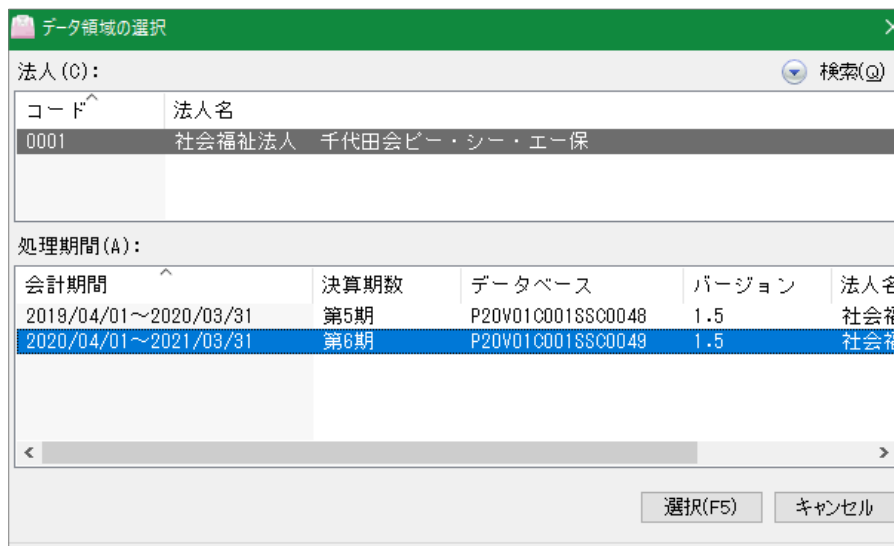 データ領域の選択
法人(C):
検索(Q)
コード 法人名
0001 社会福祉法人 千代田会ピー・シー・エー保
処理期間(A):
会計期間 決算期数 データベース バージョン 法人名
2019/04/01～2020/03/31 第5期 P20V01C001SSC0048 1.5 社会福
2020/04/01～2021/03/31 第6期 P20V01C001SSC0049 1.5 社会福
選択(F5) キャンセル